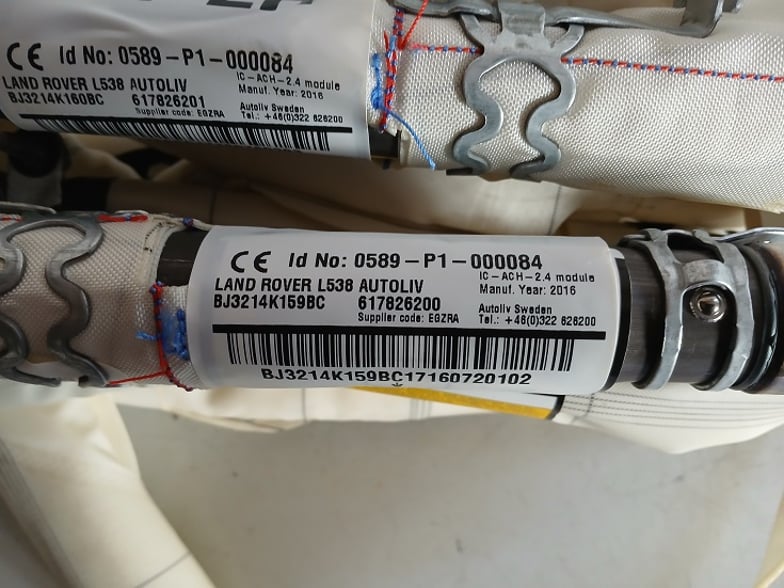 CE Id No: 0589-P1-000084
IC-ACH-2.4 module
LAND ROVER L538 AUTOLIV Manuf. Year: 2016
BJ3214K160BC 617826201 Autoliv Sweden
Supplier code: EGZRA Tel.: +46(0)322 626200
CE Id No: 0589-P1-000084
IC-ACH-2.4 module
LAND ROVER L538 AUTOLIV Manuf. Year: 2016
BJ3214K159BC 617826200 Autoliv Sweden
Supplier code: EGZRA Tel.: +46(0)322 626200
BJ3214K159BC17160720102